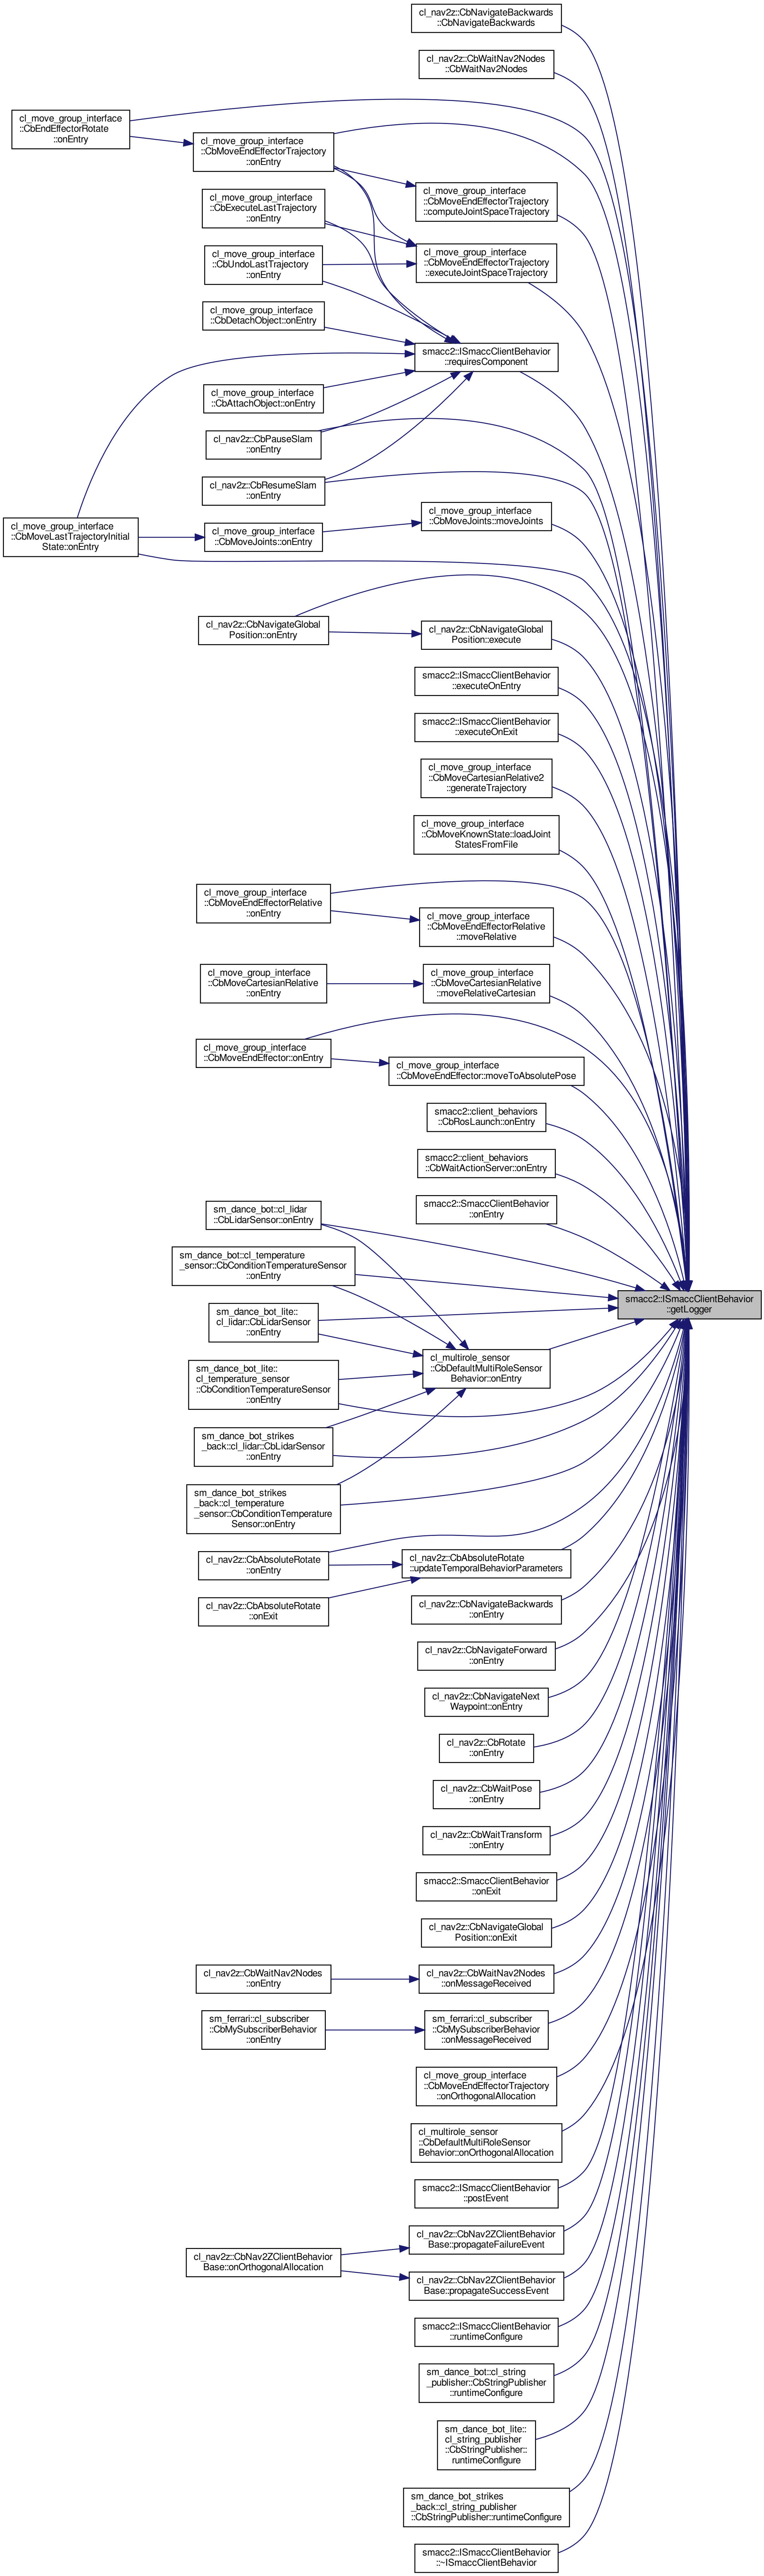 cl_nav2z::CbNavigateBackwards
::CbNavigateBackwards
cl_nav2z::CbWaitNav2Nodes
::CbWaitNav2Nodes
cl_move_group_interface
::CbEndEffectorRotate
::onEntry
cl_move_group_interface
::CbMoveEndEffectorTrajectory
::onEntry
cl_move_group_interface
::CbMoveEndEffectorTrajectory
::computeJointSpaceTrajectory
cl_move_group_interface
::CbExecuteLastTrajectory
::onEntry
cl_move_group_interface
::CbUndoLastTrajectory
::onEntry
cl_move_group_interface
::CbMoveEndEffectorTrajectory
::executeJointSpaceTrajectory
cl_move_group_interface
::CbDetachObject::onEntry
smacc2::ISmaccClientBehavior
::requiresComponent
cl_move_group_interface
::CbAttachObject::onEntry
cl_nav2z::CbPauseSlam
::onEntry
cl_nav2z::CbResumeSlam
::onEntry
cl_move_group_interface
::CbMoveLastTrajectoryInitial
State::onEntry
cl_move_group_interface
::CbMoveJoints::onEntry
cl_move_group_interface
::CbMoveJoints::moveJoints
cl_nav2z::CbNavigateGlobal
Position::onEntry
cl_nav2z::CbNavigateGlobal
Position::execute
smacc2::ISmaccClientBehavior
::executeOnEntry
smacc2::ISmaccClientBehavior
::executeOnExit
cl_move_group_interface
::CbMoveCartesianRelative2
::generateTrajectory
cl_move_group_interface
::CbMoveKnownState::loadJoint
StatesFromFile
cl_move_group_interface
::CbMoveEndEffectorRelative
::onEntry
cl_move_group_interface
::CbMoveEndEffectorRelative
::moveRelative
cl_move_group_interface
::CbMoveCartesianRelative
::onEntry
cl_move_group_interface
::CbMoveCartesianRelative
::moveRelativeCartesian
cl_move_group_interface
::CbMoveEndEffector::onEntry
cl_move_group_interface
::CbMoveEndEffector::moveToAbsolutePose
smacc2::client_behaviors
::CbRosLaunch::onEntry
smacc2::client_behaviors
::CbWaitActionServer::onEntry
smacc2::SmaccClientBehavior
::onEntry
sm_dance_bot::cl_lidar
::CbLidarSensor::onEntry
sm_dance_bot::cl_temperature
_sensor::CbConditionTemperatureSensor
::onEntry
smacc2::ISmaccClientBehavior
::getLogger
sm_dance_bot_lite::
cl_lidar::CbLidarSensor
::onEntry
cl_multirole_sensor
::CbDefaultMultiRoleSensor
Behavior::onEntry
sm_dance_bot_lite::
cl_temperature_sensor
::CbConditionTemperatureSensor
::onEntry
sm_dance_bot_strikes
_back::cl_lidar::CbLidarSensor
::onEntry
sm_dance_bot_strikes
_back::cl_temperature
_sensor::CbConditionTemperature
Sensor::onEntry
cl_nav2z::CbAbsoluteRotate
::onEntry
cl_nav2z::CbAbsoluteRotate
::updateTemporalBehaviorParameters
cl_nav2z::CbAbsoluteRotate
::onExit
cl_nav2z::CbNavigateBackwards
::onEntry
cl_nav2z::CbNavigateForward
::onEntry
cl_nav2z::CbNavigateNext
Waypoint::onEntry
cl_nav2z::CbRotate
::onEntry
cl_nav2z::CbWaitPose
::onEntry
cl_nav2z::CbWaitTransform
::onEntry
smacc2::SmaccClientBehavior
::onExit
cl_nav2z::CbNavigateGlobal
Position::onExit
cl_nav2z::CbWaitNav2Nodes
::onEntry
cl_nav2z::CbWaitNav2Nodes
::onMessageReceived
sm_ferrari::cl_subscriber
::CbMySubscriberBehavior
::onEntry
sm_ferrari::cl_subscriber
::CbMySubscriberBehavior
::onMessageReceived
cl_move_group_interface
::CbMoveEndEffectorTrajectory
::onOrthogonalAllocation
cl_multirole_sensor
::CbDefaultMultiRoleSensor
Behavior::onOrthogonalAllocation
smacc2::ISmaccClientBehavior
::postEvent
cl_nav2z::CbNav2ZClientBehavior
Base::propagateFailureEvent
cl_nav2z::CbNav2ZClientBehavior
Base::onOrthogonalAllocation
cl_nav2z::CbNav2ZClientBehavior
Base::propagateSuccessEvent
smacc2::ISmaccClientBehavior
::runtimeConfigure
sm_dance_bot::cl_string
_publisher::CbStringPublisher
::runtimeConfigure
sm_dance_bot_lite::
cl_string_publisher
::CbStringPublisher::
runtimeConfigure
sm_dance_bot_strikes
_back::cl_string_publisher
::CbStringPublisher::runtimeConfigure
smacc2::ISmaccClientBehavior
::~ISmaccClientBehavior